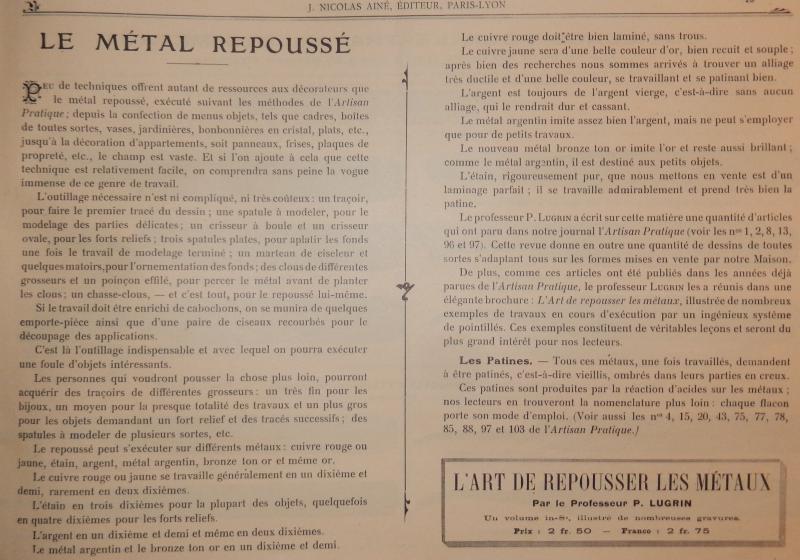 J. NICOLAS AINÉ, ÉDITEUR, PARIS-LYON
LE MÉTAL REPOUSSÉ
PEU de techniques offrent autant de ressources aux décorateurs que
le métal repoussé, exécuté suivant les méthodes de l'Artisan
Pratique ; depuis la confection de menus objets, tels que cadres, boîtes
de toutes sortes, vases, jardinières, bonbonnières en cristal, plats, etc.,
jusqu'à la décoration d'appartements, soit panneaux, frises, plaques de
propreté, etc., le champ est vaste. Et si l'on ajoute à cela que cette
technique est relativement facile, on comprendra sans peine la vogue
immense de ce genre de travail.
L'outillage nécessaire n'est ni compliqué, ni très coûteux : un traçoir,
pour faire le premier tracé du dessin ; une spatule à modeler, pour le
modelage des parties délicates ; un crisseur à boule et un crisseur
ovale, pour les forts reliefs ; trois spatules plates, pour aplatir les fonds
une fois le travail de modelage terminé ; un marteau de ciseleur et
quelques matoirs, pour l'ornementation des fonds ; des clous de différentes
grosseurs et un poinçon effilé, pour percer le métal avant de planter
les clous ; un chasse-clous, — et c'est tout, pour le repoussé lui-même.
Si le travail doit être enrichi de cabochons, on se munira de quelques
emporte-pièce ainsi que d'une paire de ciseaux recourbés pour le
découpage des applications.
C'est là l'outillage indispensable et avec lequel on pourra exécuter
une foule d'objets intéressants.
Les personnes qui voudront pousser la chose plus loin, pourront
acquérir des traçoirs de différentes grosseurs : un très fin pour les
bijoux, un moyen pour la presque totalité des travaux et un plus gros
pour les objets demandant un fort relief et des tracés successifs ; des
spatules à modeler de plusieurs sortes, etc.
Le repoussé peut s'exécuter sur différents métaux : cuivre rouge ou
jaune, étain, argent, métal argentin, bronze ton or et même or.
Le cuivre rouge ou jaune se travaille généralement en un dixième et
demi, rarement en deux dixièmes.
L'étain en trois dixièmes pour la plupart des objets, quelquefois
en quatre dixièmes pour les forts reliefs.
L'argent en un dixième et demi et même en deux dixièmes.
Le métal argentin et le bronze ton or en un dixième et demi.
Le cuivre rouge doit être bien laminé, sans trous.
Le cuivre jaune sera d'une belle couleur d'or, bien recuit et souple ;
après bien des recherches nous sommes arrivés à trouver un alliage
très ductile et d'une belle couleur, se travaillant et se patinant bien.
L'argent est toujours de l'argent vierge, c'est-à-dire sans aucun
alliage, qui le rendrait dur et cassant.
Le métal argentin imite assez bien l'argent, mais ne peut s'employer
que pour de petits travaux.
Le nouveau métal bronze ton or imite l'or et reste aussi brillant ;
comme le métal argentin, il est destiné aux petits objets.
L'étain, rigoureusement pur, que nous mettons en vente est d'un
laminage parfait ; il se travaille admirablement et prend très bien la
patine.
Le professeur P. LUGRIN a écrit sur cette matière une quantité d'articles
qui ont paru dans notre journal l'Artisan Pratique (voir les nos 1, 2, 8, 13,
96 et 97). Cette revue donne en outre une quantité de dessins de toutes
sortes s'adaptant tous sur les formes mises en vente par notre Maison.
De plus, comme ces articles ont été publiés dans les années déjà
parues de l'Artisan Pratique, le professeur LUGRIN les a réunis dans une
élégante brochure : L'Art de repousser les métaux, illustrée de nombreux
exemples de travaux en cours d'exécution par un ingénieux système
de pointillés. Ces exemples constituent de véritables leçons et seront du
plus grand intérêt pour nos lecteurs.
Les Patines. — Tous ces métaux, une fois travaillés, demandent
à être patinés, c'est-à-dire vieillis, ombrés dans leurs parties en creux.
Ces patines sont produites par la réaction d'acides sur les métaux ;
nos lecteurs en trouveront la nomenclature plus loin : chaque flacon
porte son mode d'emploi. (Voir aussi les nos 4, 15, 20, 43, 75, 77, 78,
85, 88, 97 et 103 de l'Artisan Pratique.)
L'ART DE REPOUSSER LES MÉTAUX
Par le Professeur P. LUGRIN
Un volume in-8°, illustré de nombreuses gravures.
Prix : 2 fr. 50 — Franco : 2 fr. 75